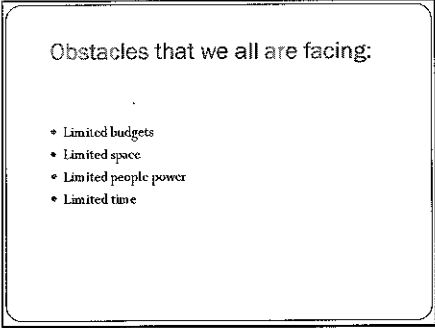 Obstacles that we all are facing:
• Limited budgets
• Limited space
• Limited people power
• Limited time